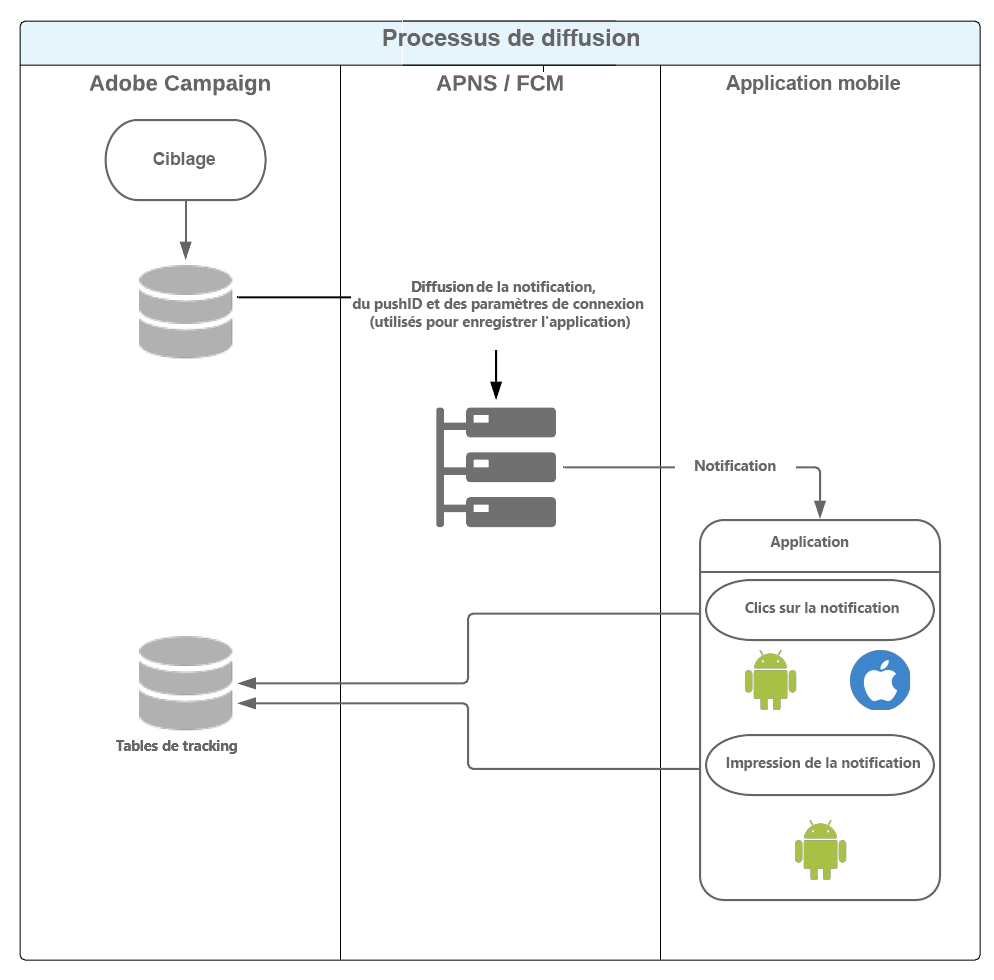 Processus de diffusion
Adobe Campaign
APNS / FCM
Application mobile
Ciblage
Diffusion de la notification,
du pushID et des paramètres de connexion
(utilisés pour enregistrer l'application)
Notification
Application
Clics sur la notification
Tables de tracking
Impression de la notification